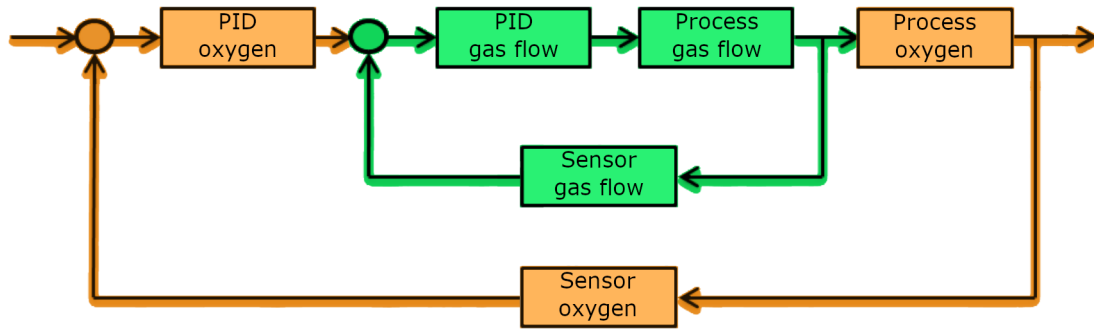 PID
oxygen
PID
gas flow
Process
gas flow
Process
oxygen
Sensor
gas flow
Sensor
oxygen